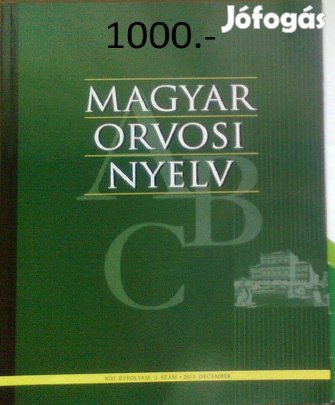 Jófogás
1000.-
MAGYAR
ORVOSI
NYELV
A
B
C
XIII. ÉVFOLYAM, 2. SZÁM • 2013. DECEMBER